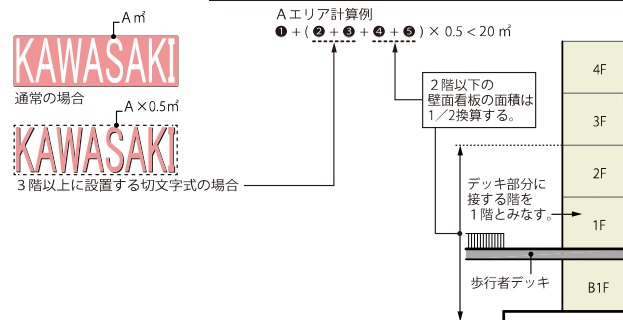 A㎡
KAWASAKI
通常の場合
A×0.5㎡
KAWASAKI
3階以上に設置する切文字式の場合
Aエリア計算例
❶+(❷+❸+❹+❺)×0.5<20㎡
2階以下の
壁面看板の面積は
1/2換算する。
4F
3F
2F
1F
B1F
デッキ部分に
接する階を
1階とみなす。
歩行者デッキ